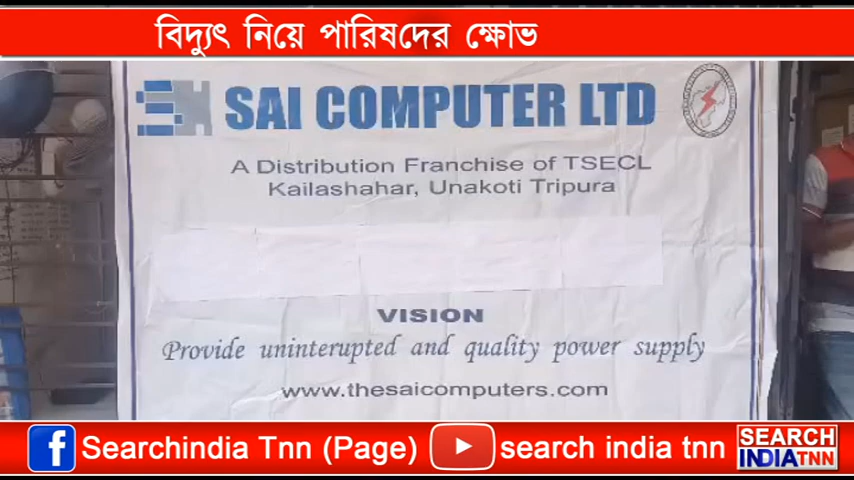 বিদ্যুৎ নিয়ে পারিষদের ক্ষোভ
SAI COMPUTER LTD
A Distribution Franchise of TSECL
Kailashahar, Unakoti Tripura
VISION
Provide uninterupted and quality power supply
www.thesaicomputers.com
Searchindia Tnn (Page)
search india tnn
SEARCH
INDIATNN